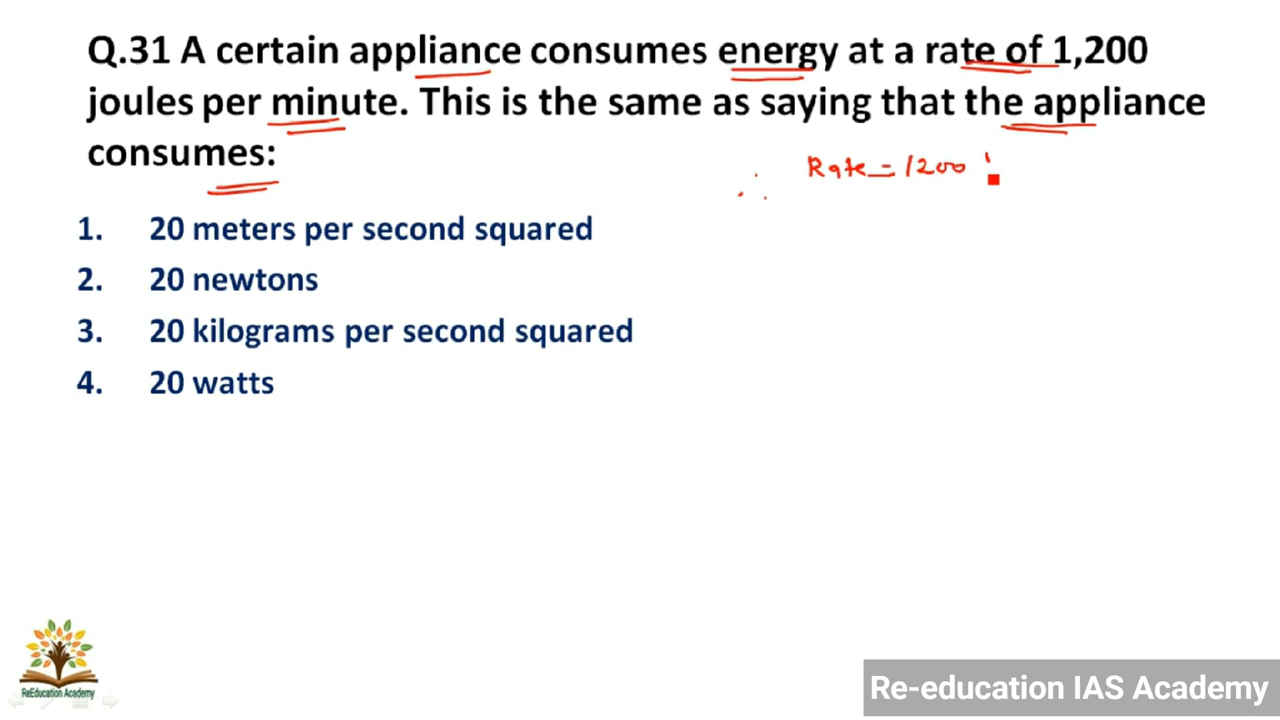 Q.31 A certain appliance consumes energy at a rate of 1,200
joules per minute. This is the same as saying that the appliance
consumes:
∴ Rate = 1200
1. 20 meters per second squared
2. 20 newtons
3. 20 kilograms per second squared
4. 20 watts
ReEducation Academy
Re-education IAS Academy